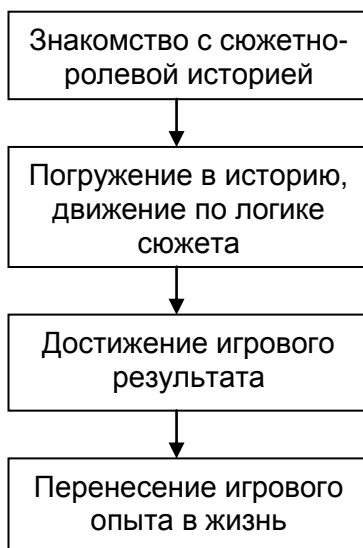 Знакомство с сюжетно-
ролевой историей
Погружение в историю,
движение по логике
сюжета
Достижение игрового
результата
Перенесение игрового
опыта в жизнь